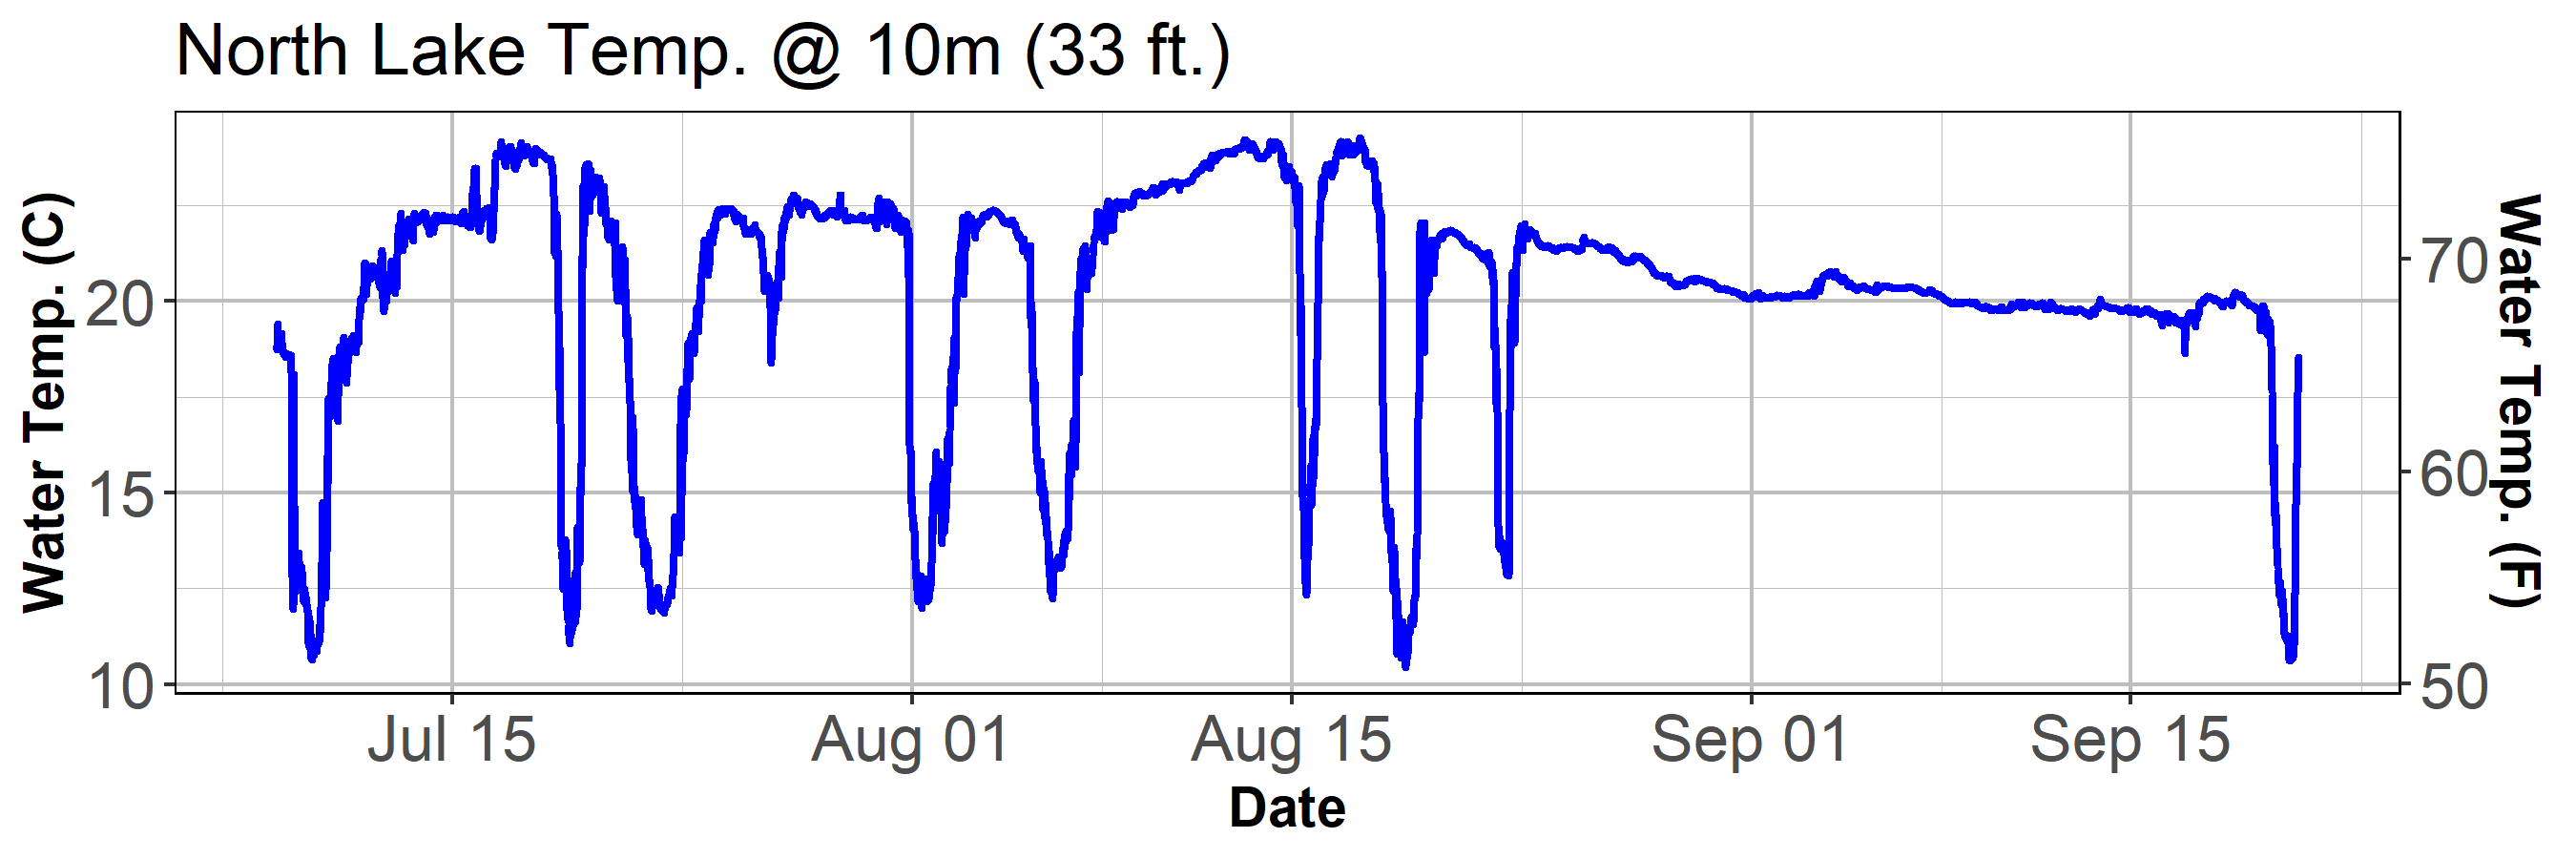 North Lake Temp. @ 10m (33 ft.)
Water Temp. (C)
20
15
10
70
60
50
Water Temp. (F)
Jul 15 Aug 01 Aug 15 Sep 01 Sep 15
Date